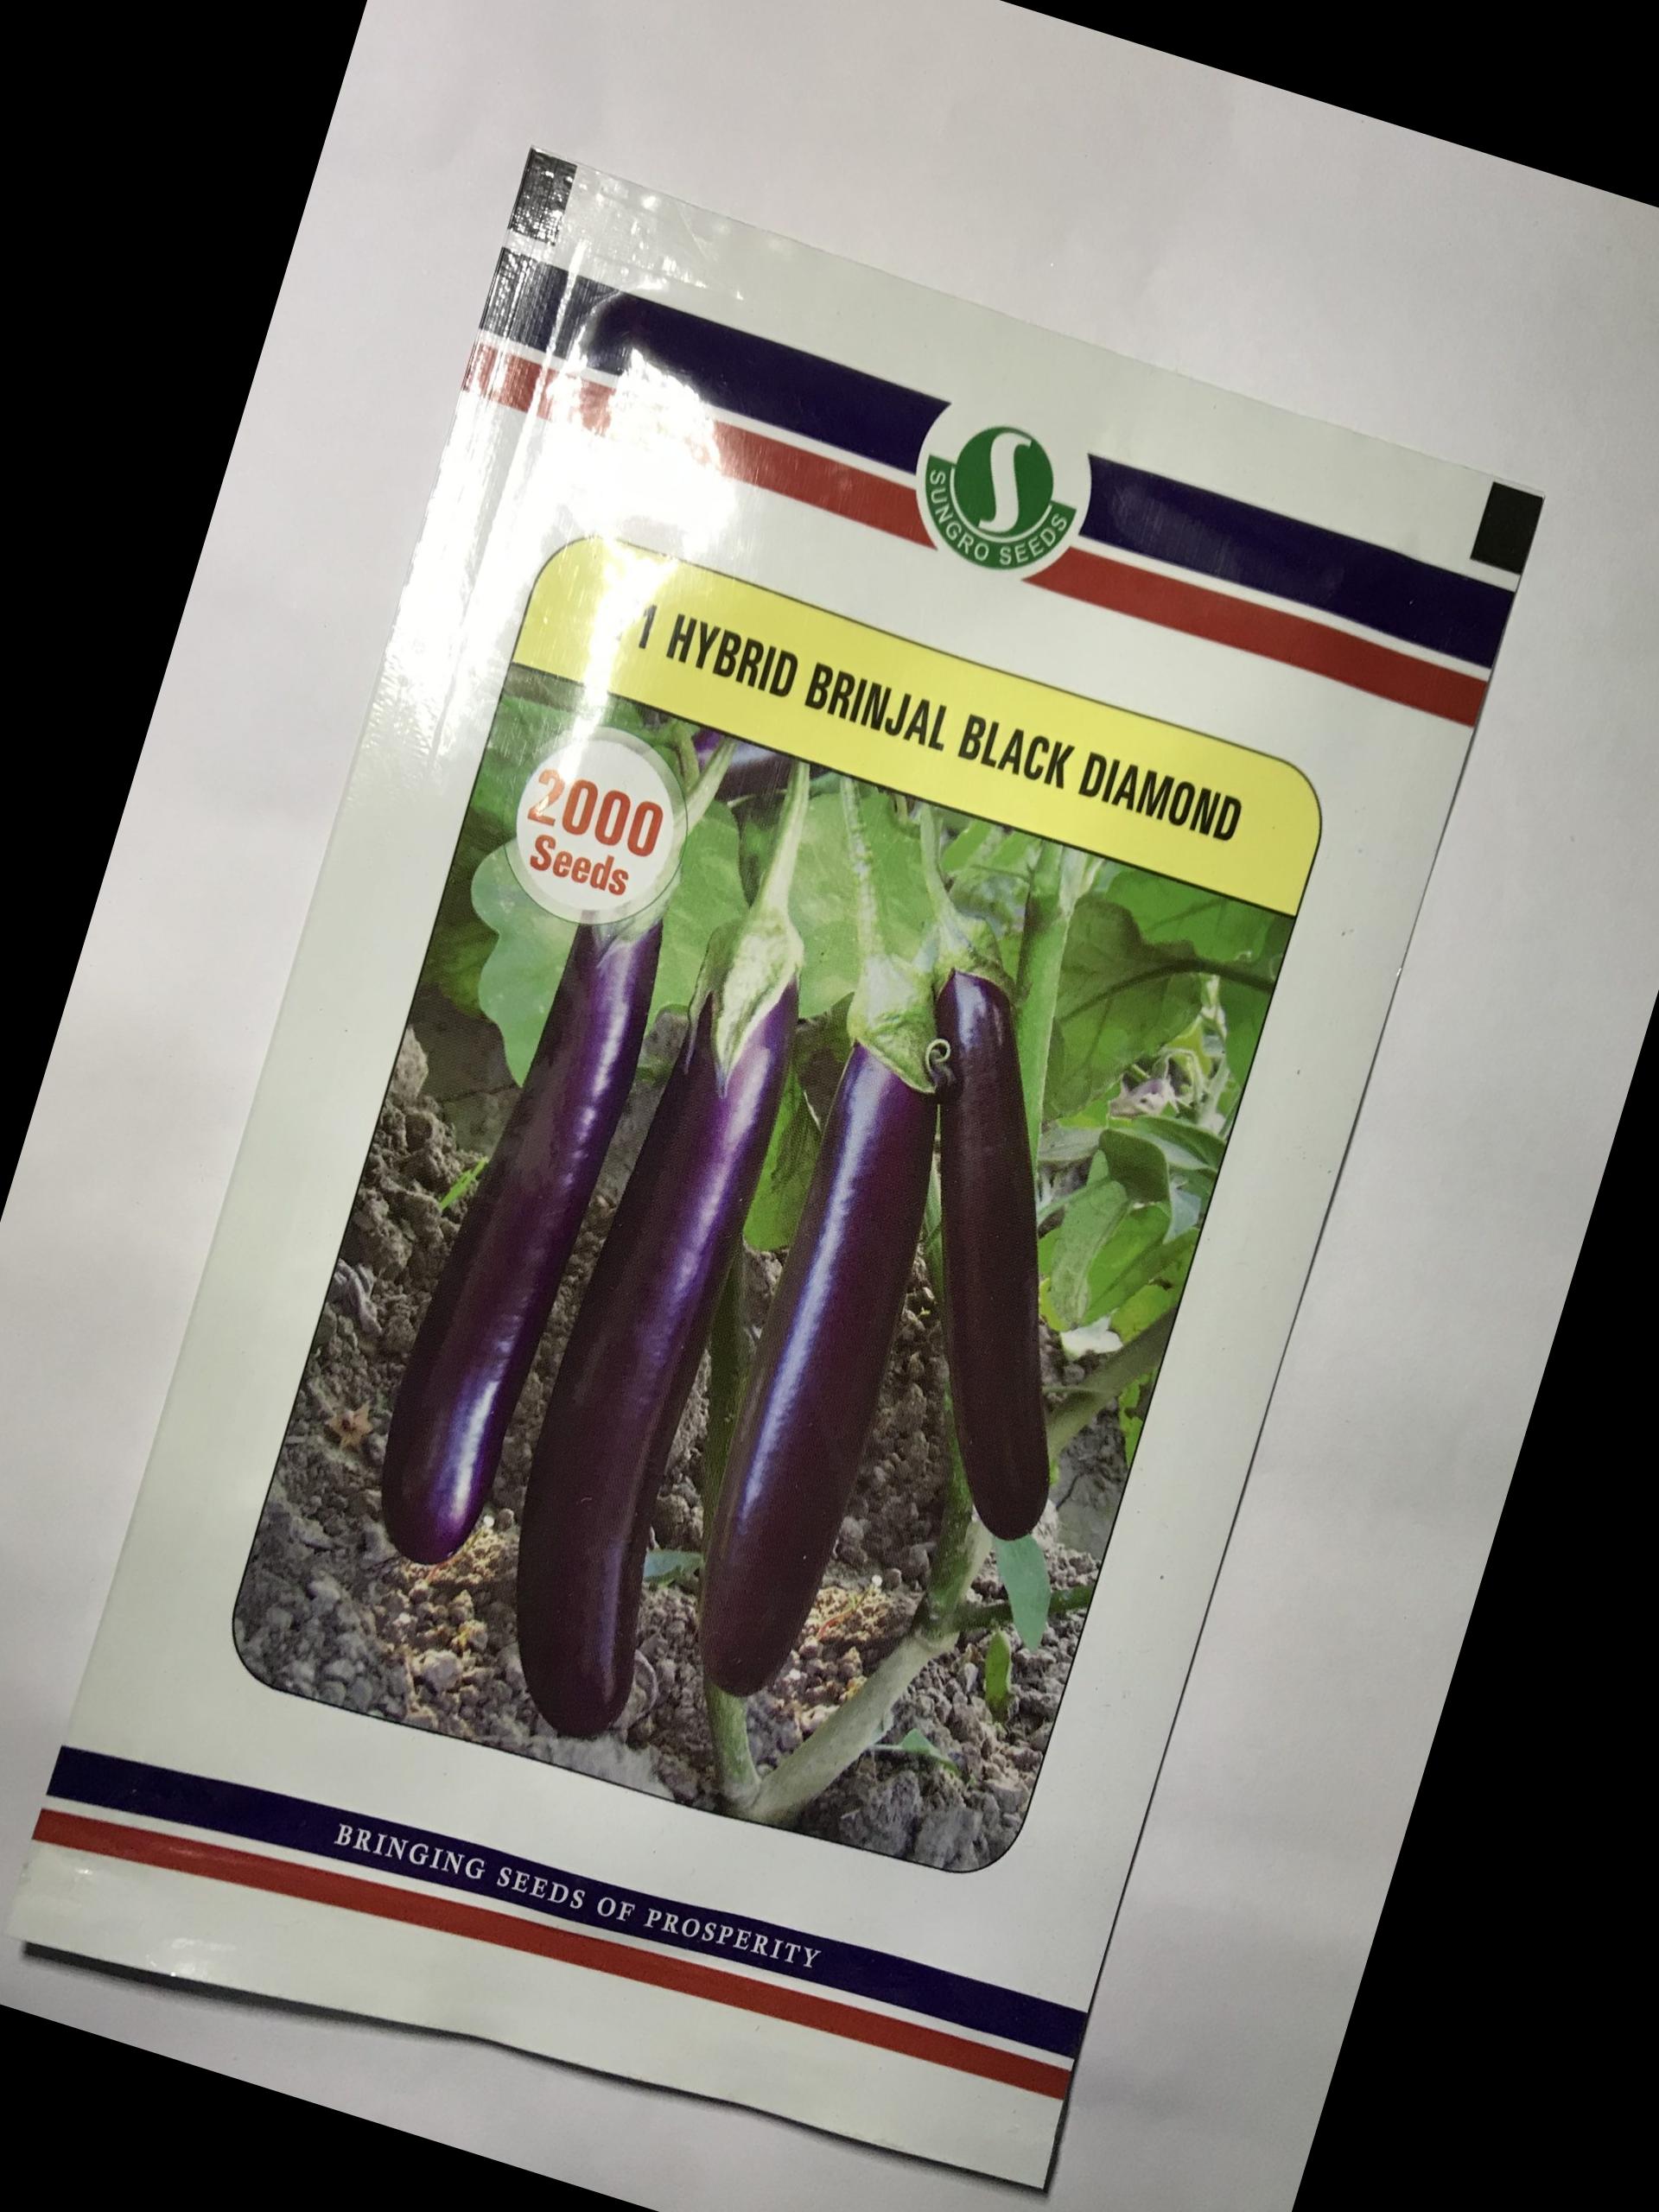 SUNGRO SEEDS
1 HYBRID BRINJAL BLACK DIAMOND
2000
Seeds
BRINGING SEEDS OF PROSPERITY